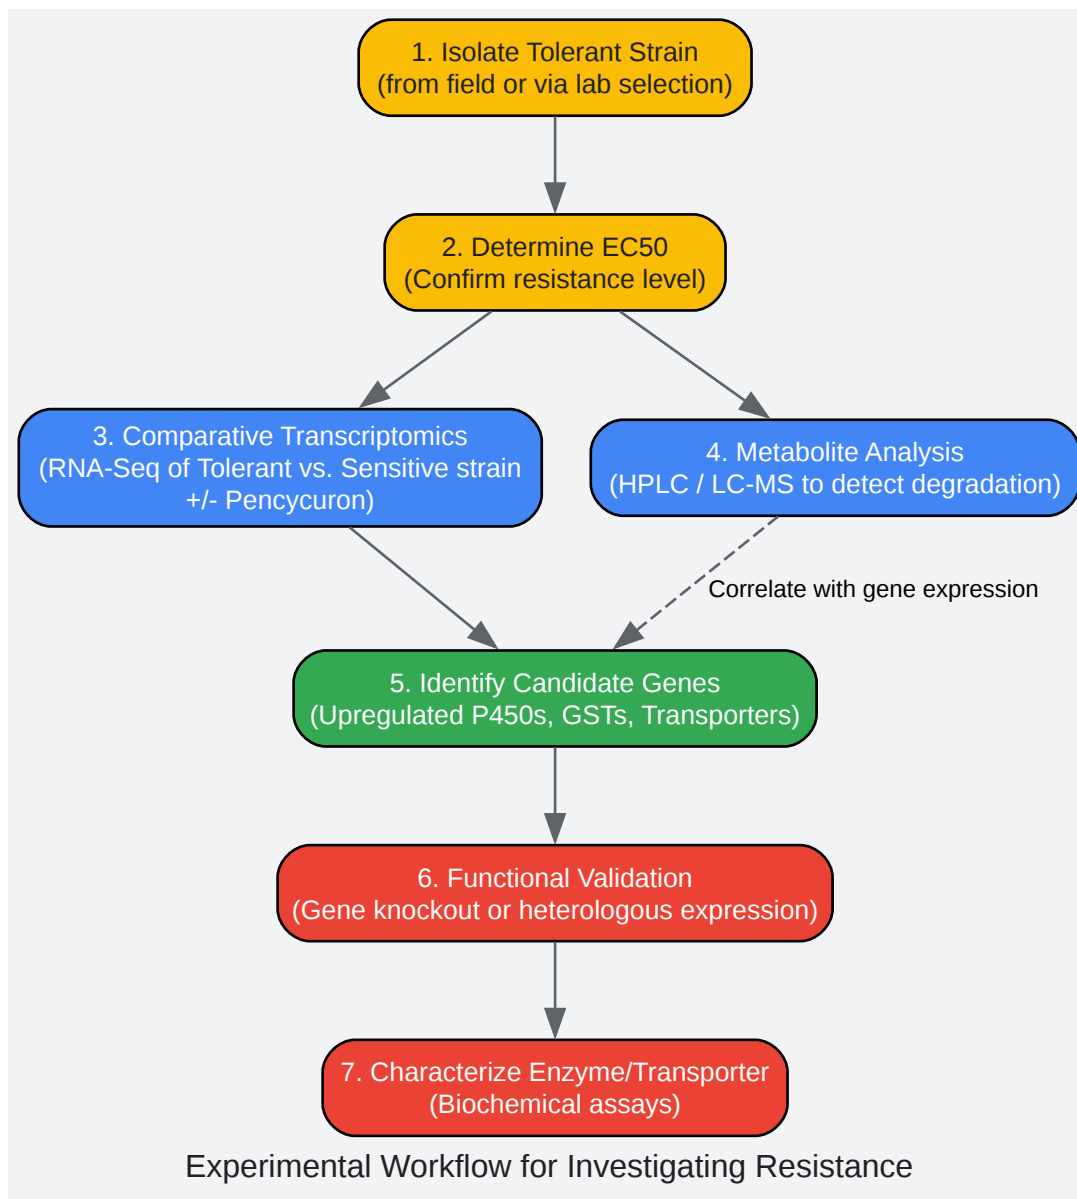 1. Isolate Tolerant Strain
(from field or via lab selection)
2. Determine EC50
(Confirm resistance level)
3. Comparative Transcriptomics
(RNA-Seq of Tolerant vs. Sensitive strain
+/- Pencycuron)
4. Metabolite Analysis
(HPLC / LC-MS to detect degradation)
Correlate with gene expression
5. Identify Candidate Genes
(Upregulated P450s, GSTs, Transporters)
6. Functional Validation
(Gene knockout or heterologous expression)
7. Characterize Enzyme/Transporter
(Biochemical assays)
Experimental Workflow for Investigating Resistance